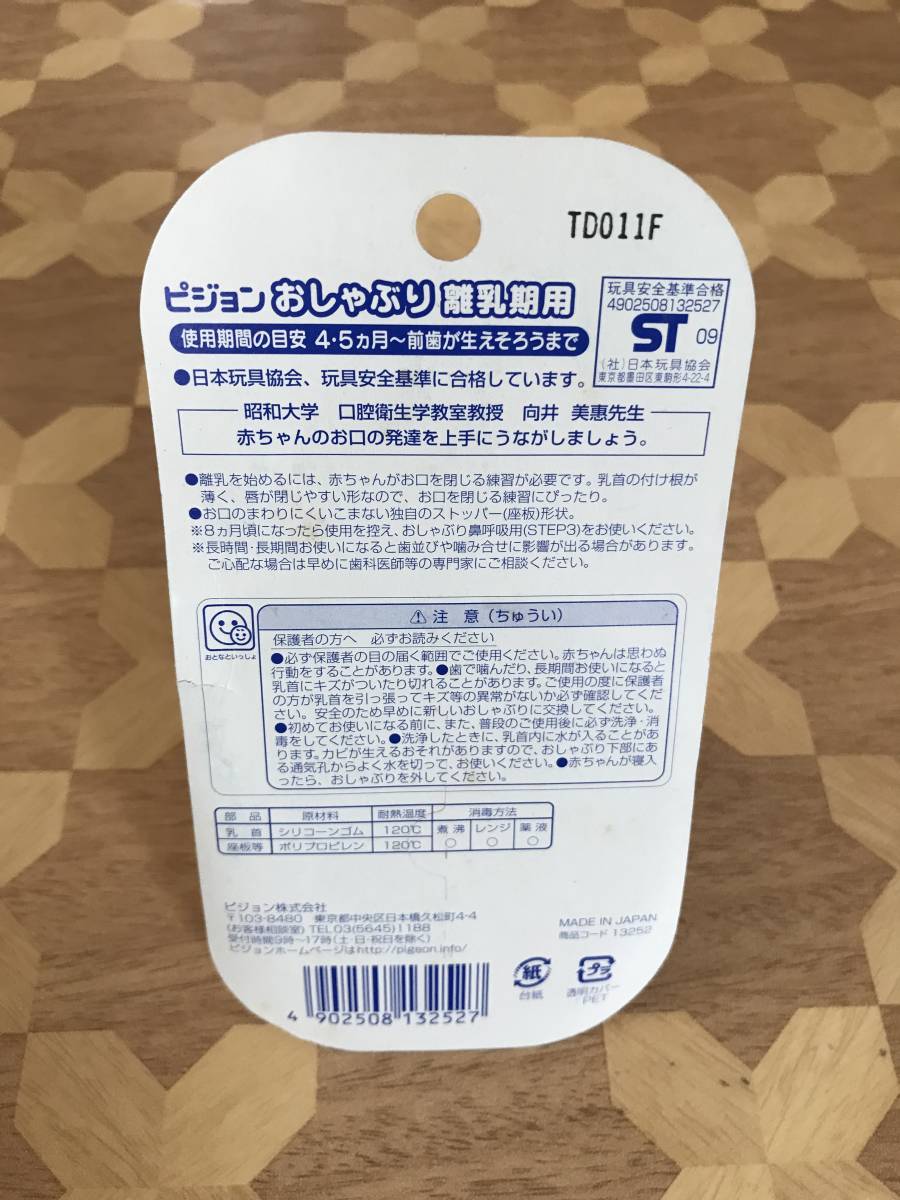 TD011F
ピジョン おしゃぶり 離乳期用
使用期間の目安 4・5ヵ月～前歯が生えそろうまで
玩具安全基準合格
4902508132527
ST 09
(社)日本玩具協会
東京都墨田区東駒形4-22-4
●日本玩具協会、玩具安全基準に合格しています。
昭和大学 口腔衛生学教室教授 向井 美惠先生
赤ちゃんのお口の発達を上手にうながしましょう。
●離乳を始めるには、赤ちゃんがお口を閉じる練習が必要です。乳首の付け根が
薄く、唇が閉じやすい形なので、お口を閉じる練習にぴったり。
●お口のまわりにくいこまない独自のストッパー(座板)形状。
※8ヵ月頃になったら使用を控え、おしゃぶり鼻呼吸用(STEP3)をお使いください。
※長時間・長期間お使いになると歯並びや噛み合せに影響が出る場合があります。
ご心配な場合は早めに歯科医師等の専門家にご相談ください。
おとなといっしょ
⚠注 意(ちゅうい)
保護者の方へ 必ずお読みください
●必ず保護者の目の届く範囲でご使用ください。赤ちゃんは思わぬ
行動をすることがあります。●歯で噛んだり、長期間お使いになると
乳首にキズがついたり切れることがあります。ご使用の度に保護者
の方が乳首を引っ張ってキズ等の異常がないか必ず確認してくだ
さい。安全のため早めに新しいおしゃぶりに交換してください。
●初めてお使いになる前に、また、普段のご使用後に必ず洗浄・消
毒をしてください。●洗浄したときに、乳首内に水が入ることがあり
ます。カビが生えるおそれがありますので、おしゃぶり下部にあ
る通気孔からよく水を切って、お使いください。●赤ちゃんが寝入
ったら、おしゃぶりを外してください。
部 品 原材料 耐熱温度 消毒方法
乳 首 シリコーンゴム 120℃ 煮沸 レンジ 薬液
座板等 ポリプロピレン 120℃ ○ ○ ○
ピジョン株式会社
〒103-8480 東京都中央区日本橋久松町4-4
(お客様相談室) TEL03(5645)1188
受付時間9時～17時(土・日・祝日を除く)
ピジョンホームページはhttp://pigeon.info/
MADE IN JAPAN
商品コード 13252
紙
台紙
プラ
透明カバー
PET
4 902508 132527